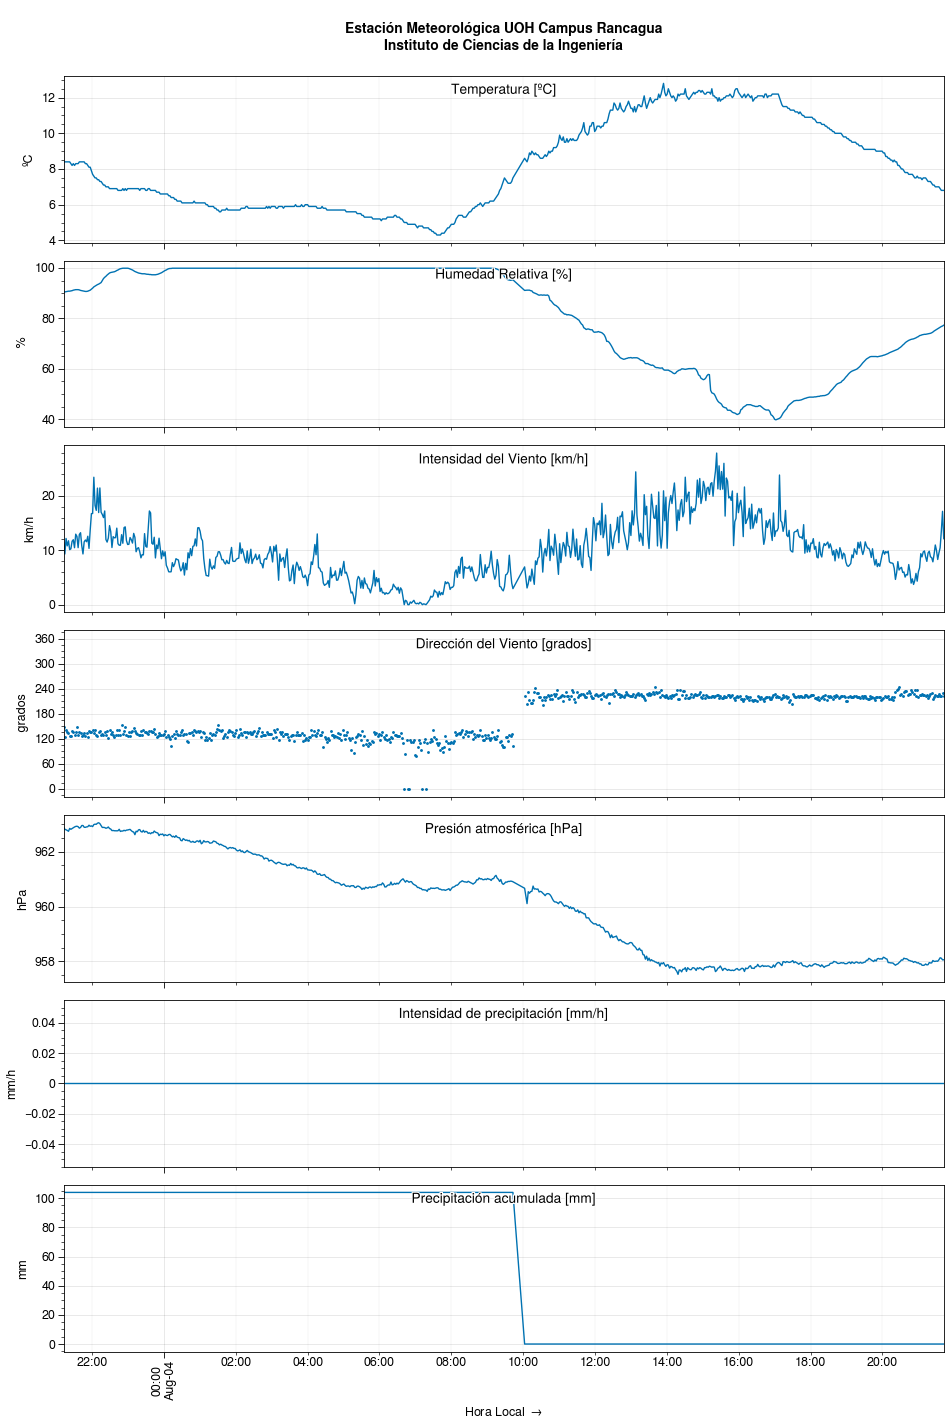 Estación Meteorológica UOH Campus Rancagua
Instituto de Ciencias de la Ingeniería
Temperatura [ºC]
ºC
12
10
8
6
4
Humedad Relativa [%]
%
100
80
60
40
Intensidad del Viento [km/h]
km/h
20
10
0
Dirección del Viento [grados]
grados
360
300
240
180
120
60
0
Presión atmosférica [hPa]
hPa
962
960
958
Intensidad de precipitación [mm/h]
mm/h
0.04
0.02
0
−0.02
−0.04
Precipitación acumulada [mm]
mm
100
80
60
40
20
0
22:00
00:00
Aug-04
02:00
04:00
06:00
08:00
10:00
12:00
14:00
16:00
18:00
20:00
Hora Local →